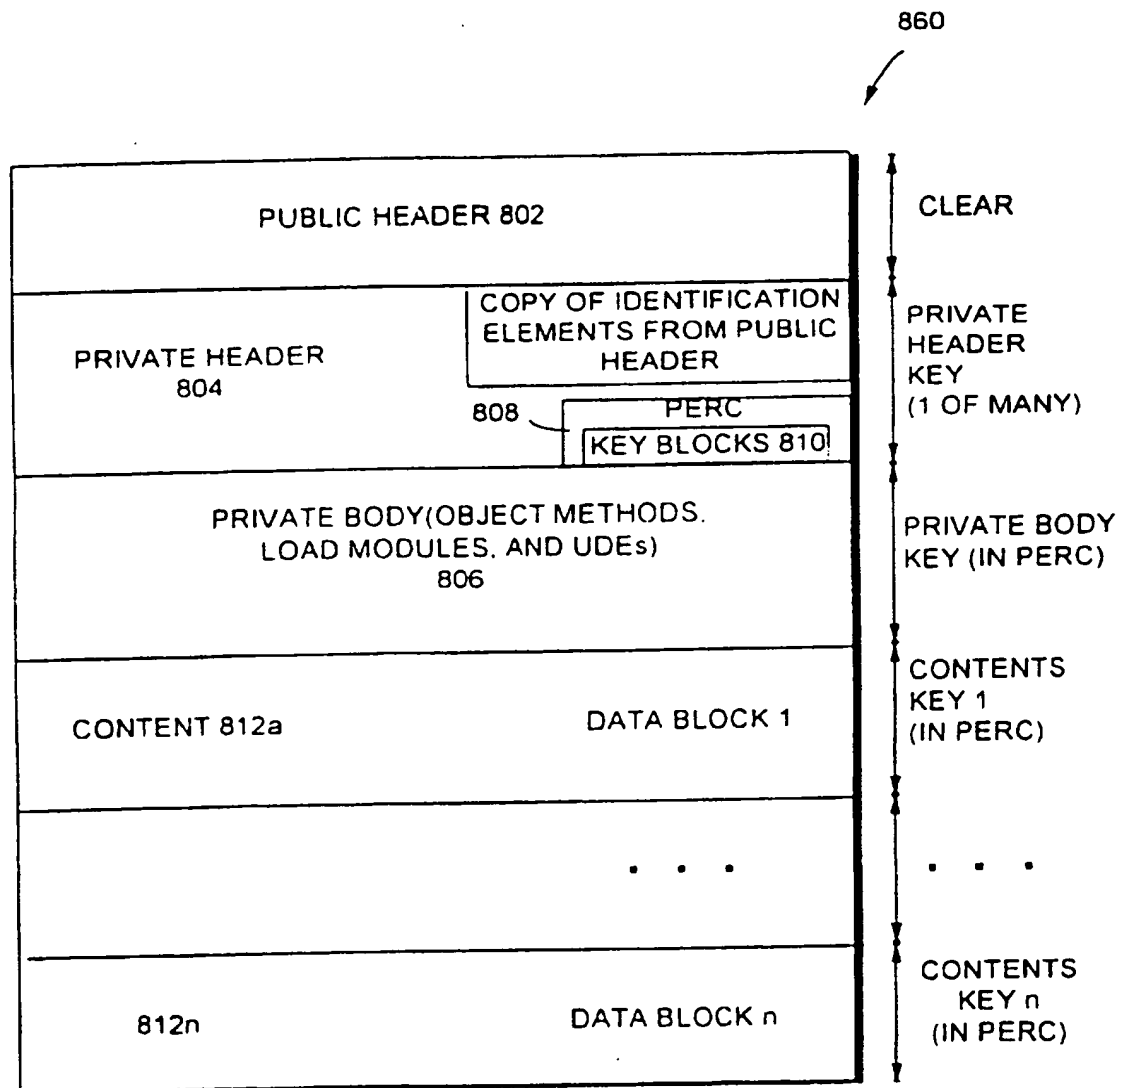 860
PUBLIC HEADER 802
CLEAR
PRIVATE HEADER
804
COPY OF IDENTIFICATION
ELEMENTS FROM PUBLIC
HEADER
808
PERC
KEY BLOCKS 810
PRIVATE
HEADER
KEY
(1 OF MANY)
PRIVATE BODY(OBJECT METHODS.
LOAD MODULES. AND UDEs)
806
PRIVATE BODY
KEY (IN PERC)
CONTENT 812a
DATA BLOCK 1
CONTENTS
KEY 1
(IN PERC)
. . .
. . .
812n
DATA BLOCK n
CONTENTS
KEY n
(IN PERC)